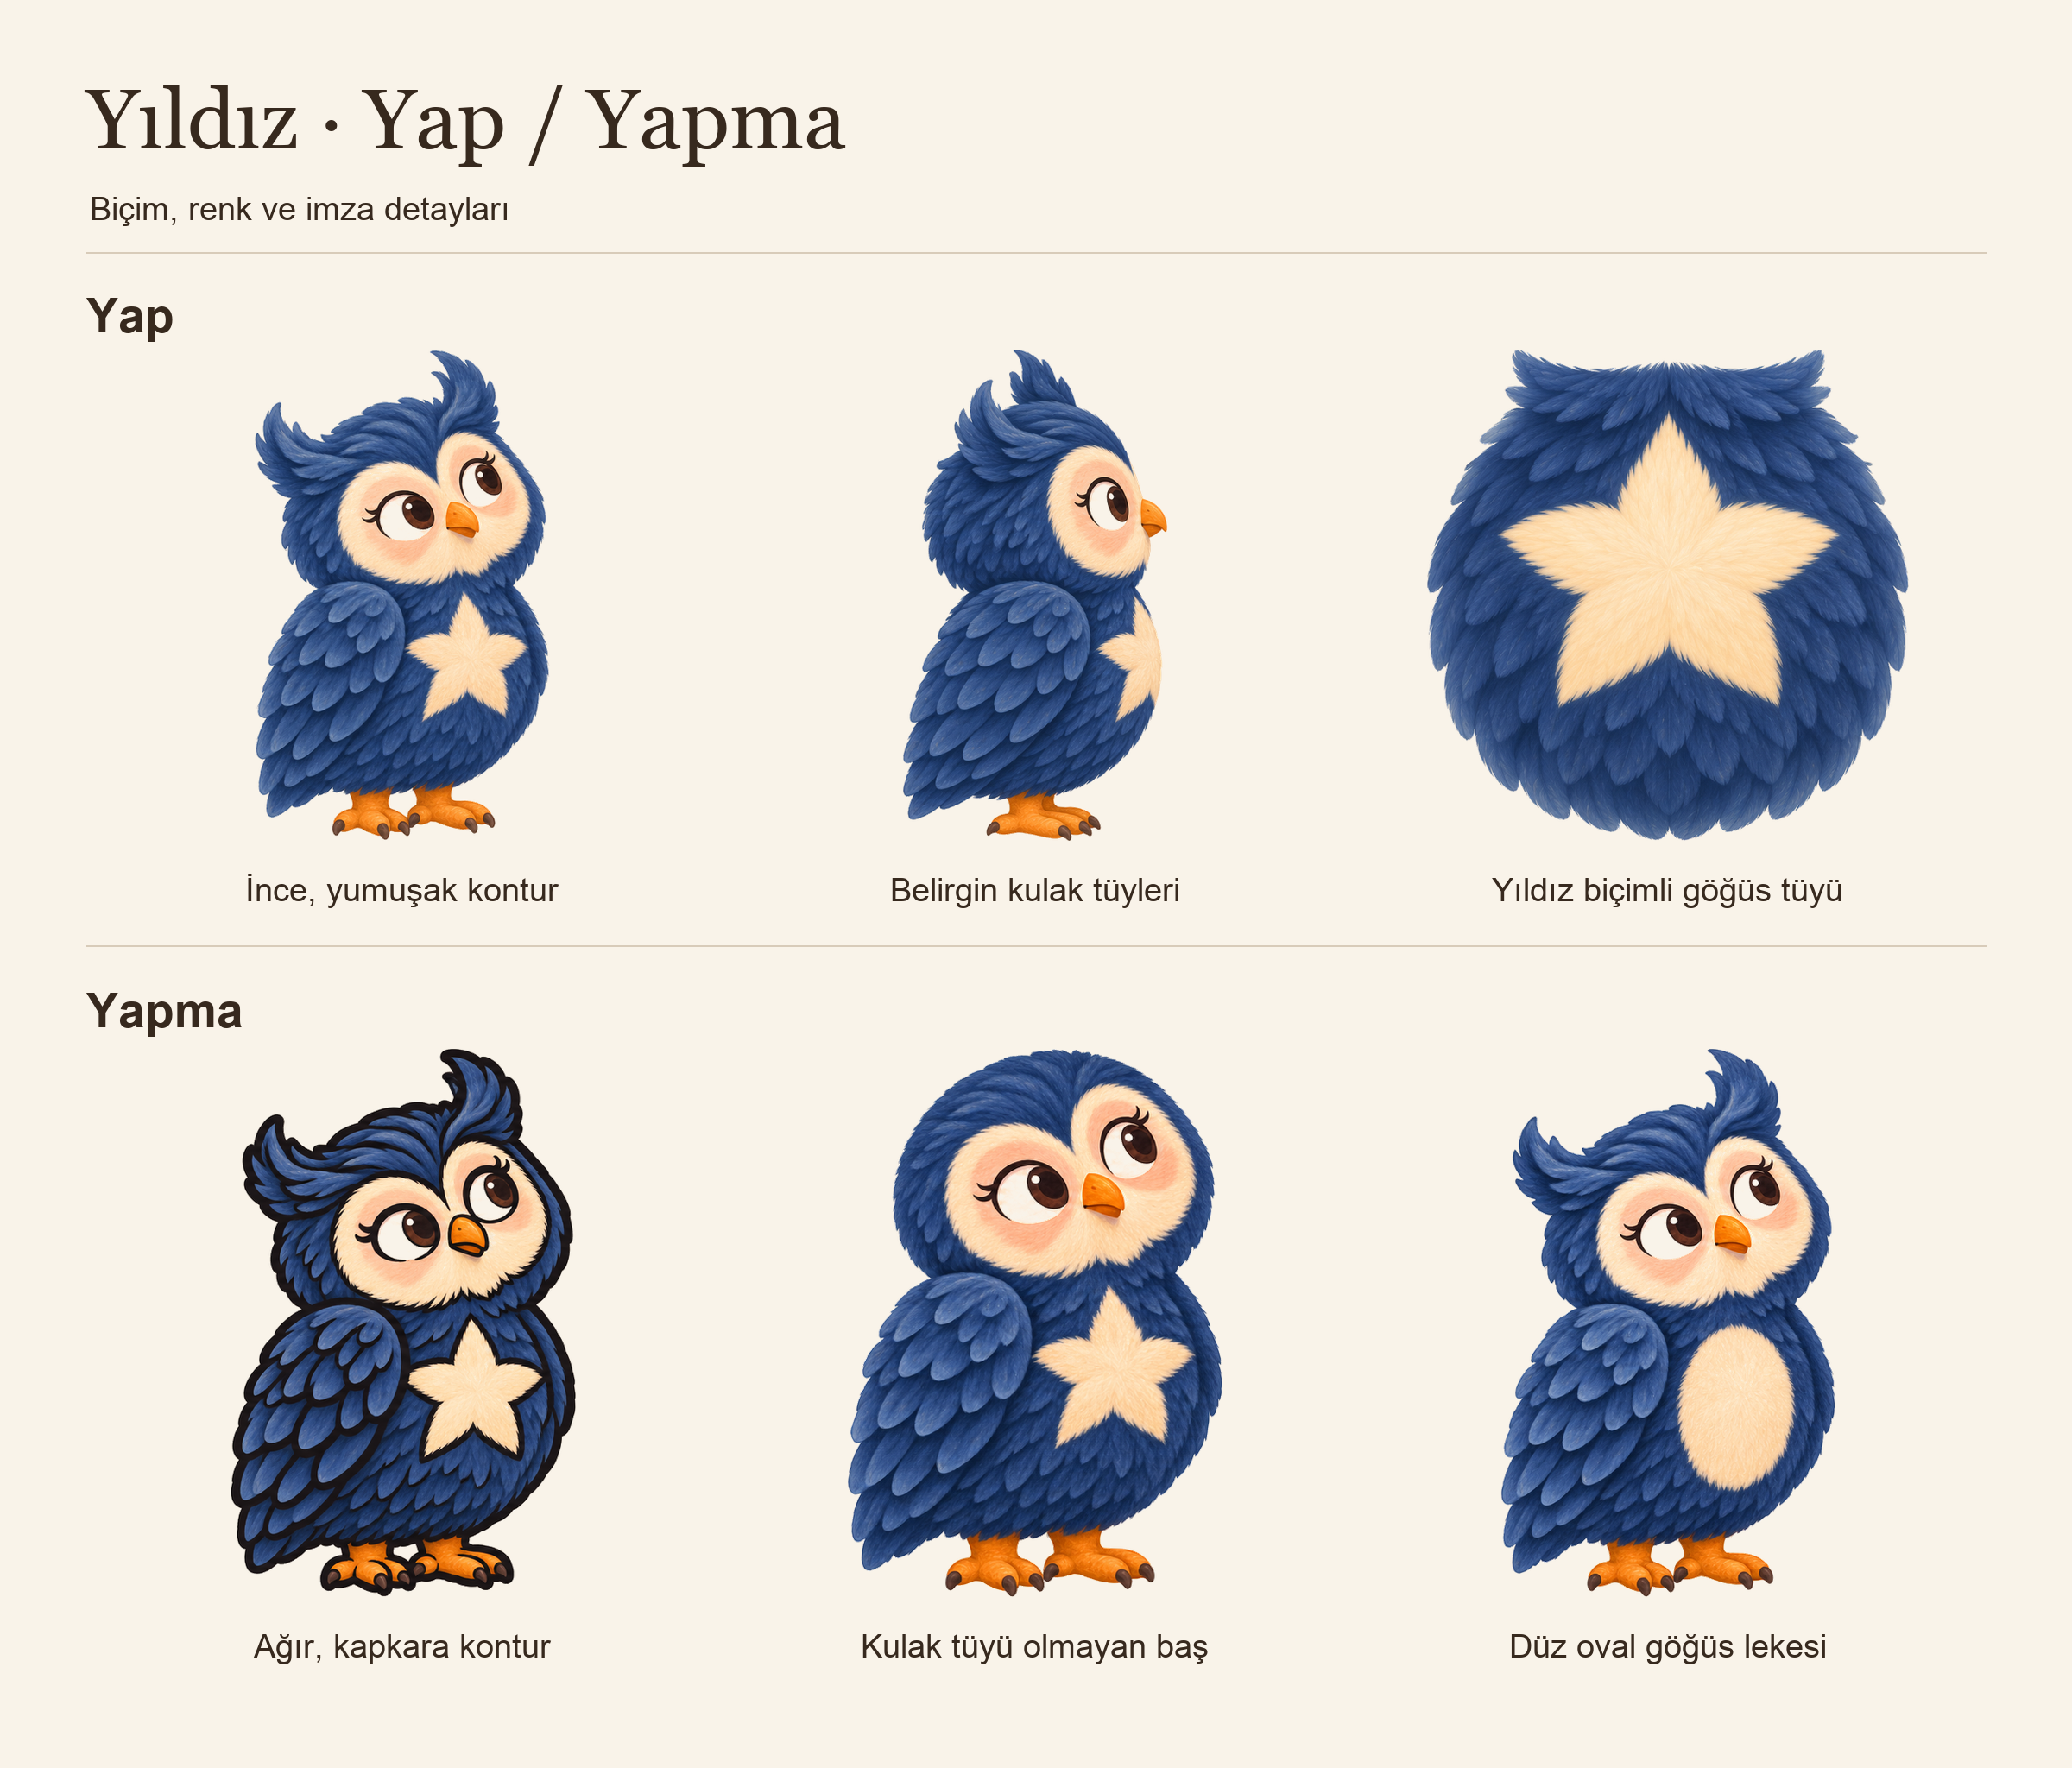 Yıldız · Yap / Yapma
Biçim, renk ve imza detayları
Yap
İnce, yumuşak kontur
Belirgin kulak tüyleri
Yıldız biçimli göğüs tüyü
Yapma
Ağır, kapkara kontur
Kulak tüyü olmayan baş
Düz oval göğüs lekesi